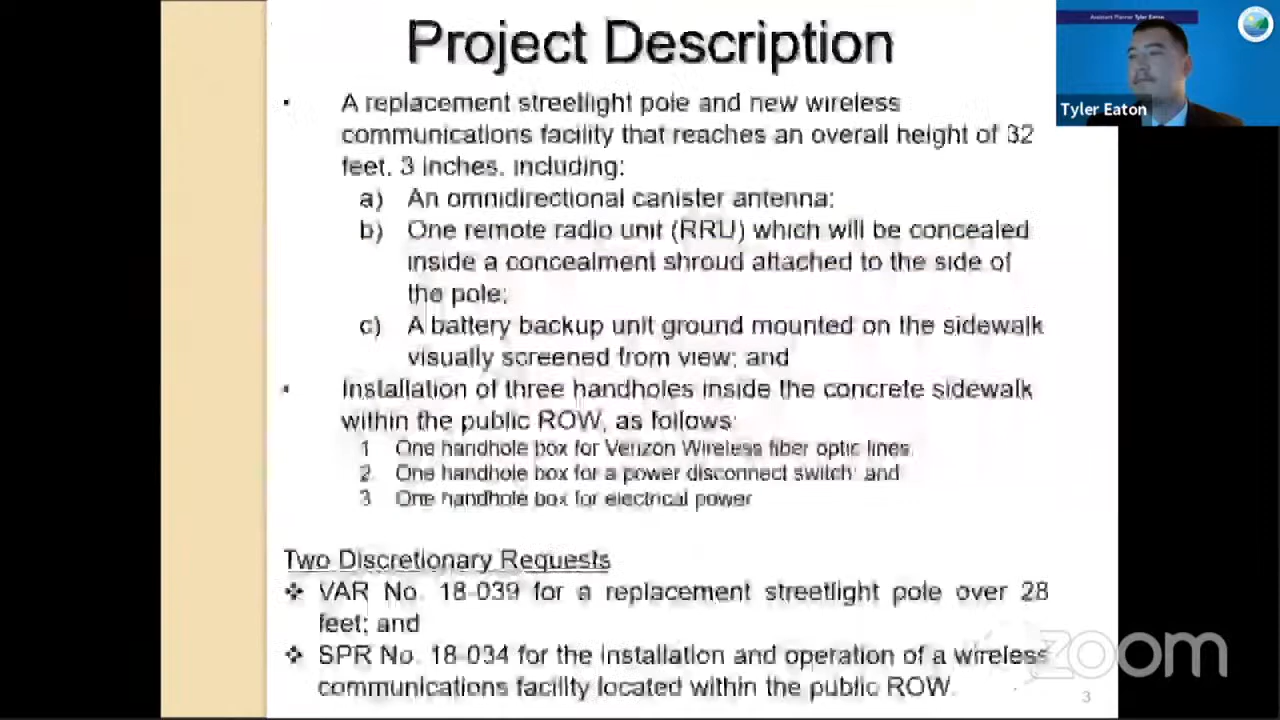 Project Description
Assistant Planner Tyler Eaton
Tyler Eaton
▪ A replacement streetlight pole and new wireless
communications facility that reaches an overall height of 32
feet, 3 inches, including:
a) An omnidirectional canister antenna;
b) One remote radio unit (RRU) which will be concealed
inside a concealment shroud attached to the side of
the pole;
c) A battery backup unit ground mounted on the sidewalk
visually screened from view; and
▪ Installation of three handholes inside the concrete sidewalk
within the public ROW, as follows:
1 One handhole box for Verizon Wireless fiber optic lines
2. One handhole box for a power disconnect switch; and
3 One handhole box for electrical power
Two Discretionary Requests
❖ VAR No. 18-039 for a replacement streetlight pole over 28
feet; and
❖ SPR No. 18-034 for the installation and operation of a wireless
communications facility located within the public ROW.
zoom
3